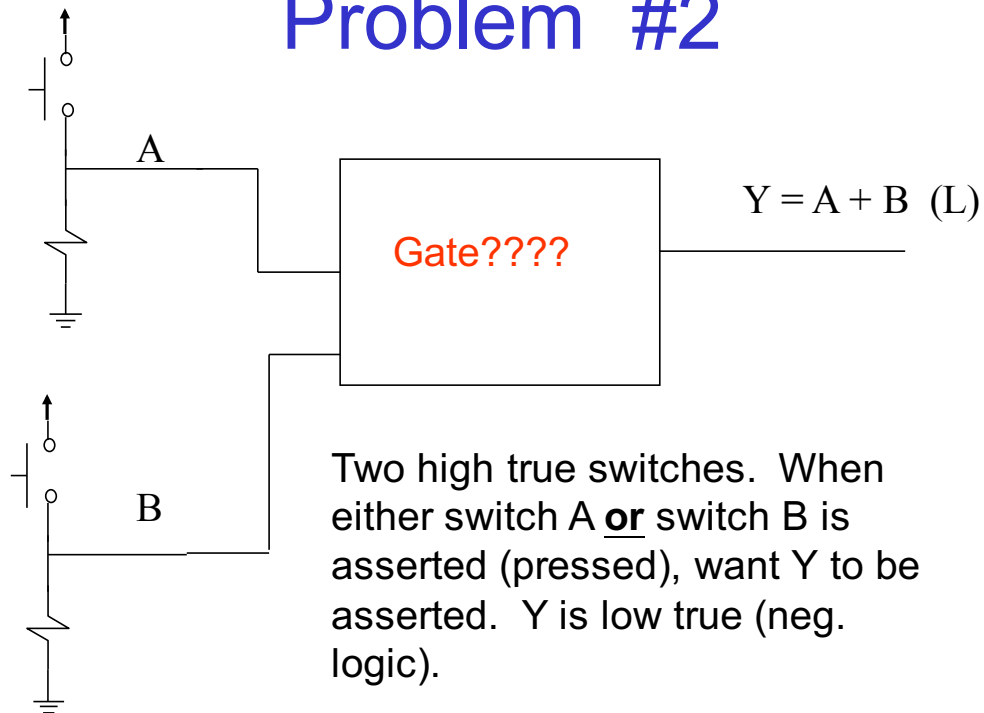 Problem #2
A
Y = A + B (L)
Gate????
B
Two high true switches. When
either switch A or switch B is
asserted (pressed), want Y to be
asserted. Y is low true (neg.
logic).